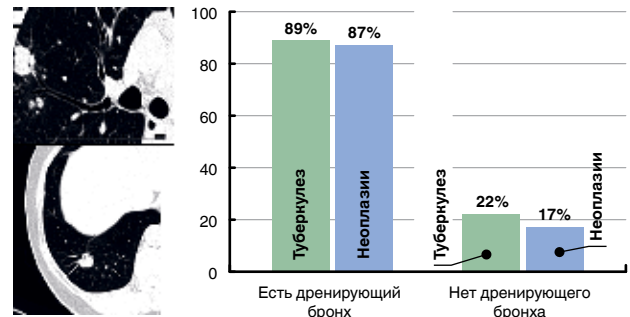 100
80
60
40
20
0
89%
87%
22%
17%
Туберкулез
Неоплазии
Туберкулез
Неоплазии
Есть дренирующий
бронх
Нет дренирующего
бронха